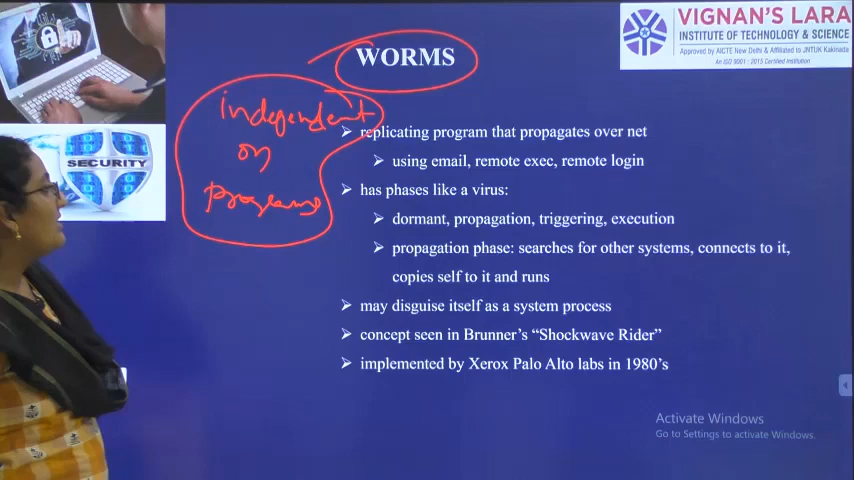 VIGNAN'S LARA
INSTITUTE OF TECHNOLOGY & SCIENCE
Approved by AICTE New Delhi & Affiliated to JNTUK Kakinada
An ISO 9001 : 2015 Certified Institution
WORMS
SECURITY
independent
on
programs
➢ replicating program that propagates over net
➢ using email, remote exec, remote login
➢ has phases like a virus:
➢ dormant, propagation, triggering, execution
➢ propagation phase: searches for other systems, connects to it,
copies self to it and runs
➢ may disguise itself as a system process
➢ concept seen in Brunner's “Shockwave Rider”
➢ implemented by Xerox Palo Alto labs in 1980's
Activate Windows
Go to Settings to activate Windows.